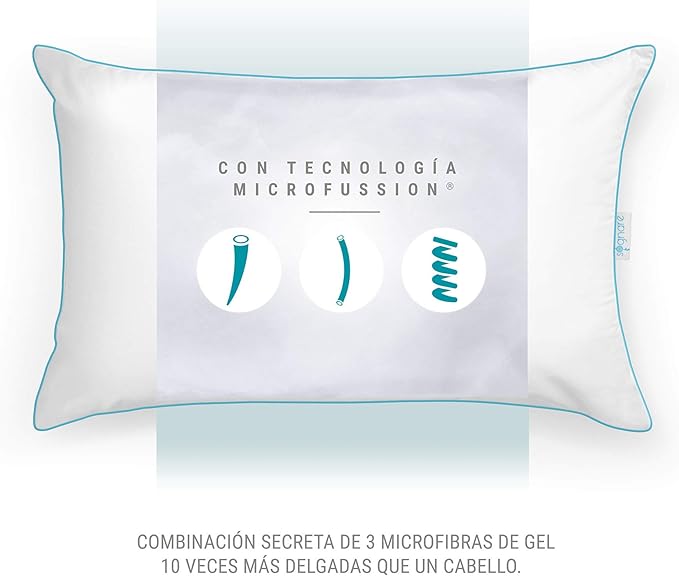 CON TECNOLOGÍA
MICROFUSSION®
sognare
COMBINACIÓN SECRETA DE 3 MICROFIBRAS DE GEL
10 VECES MÁS DELGADAS QUE UN CABELLO.